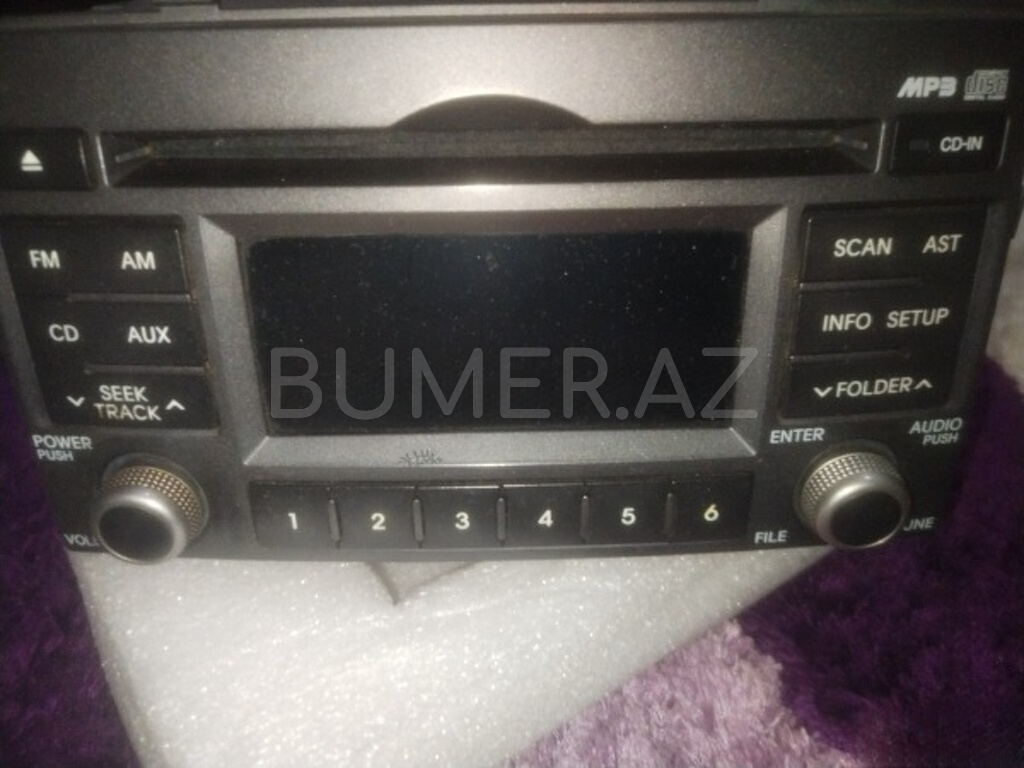 MP3 disc
CD-IN
FM AM
SCAN AST
CD AUX
INFO SETUP
SEEK
TRACK
FOLDER
BUMER.AZ
POWER
PUSH
ENTER
AUDIO
PUSH
1 2 3 4 5 6
FILE